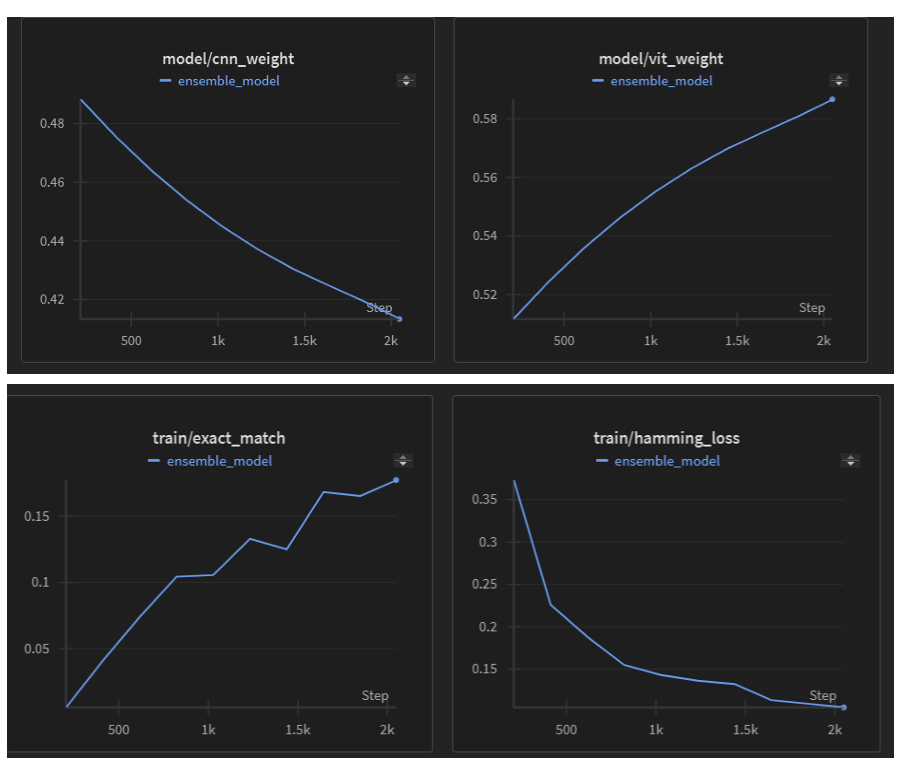 model/cnn_weight
ensemble_model
0.48
0.46
0.44
0.42
Step
500
1k
1.5k
2k
model/vit_weight
ensemble_model
0.58
0.56
0.54
0.52
Step
500
1k
1.5k
2k
train/exact_match
ensemble_model
0.15
0.1
0.05
Step
500
1k
1.5k
2k
train/hamming_loss
ensemble_model
0.35
0.3
0.25
0.2
0.15
Step
500
1k
1.5k
2k